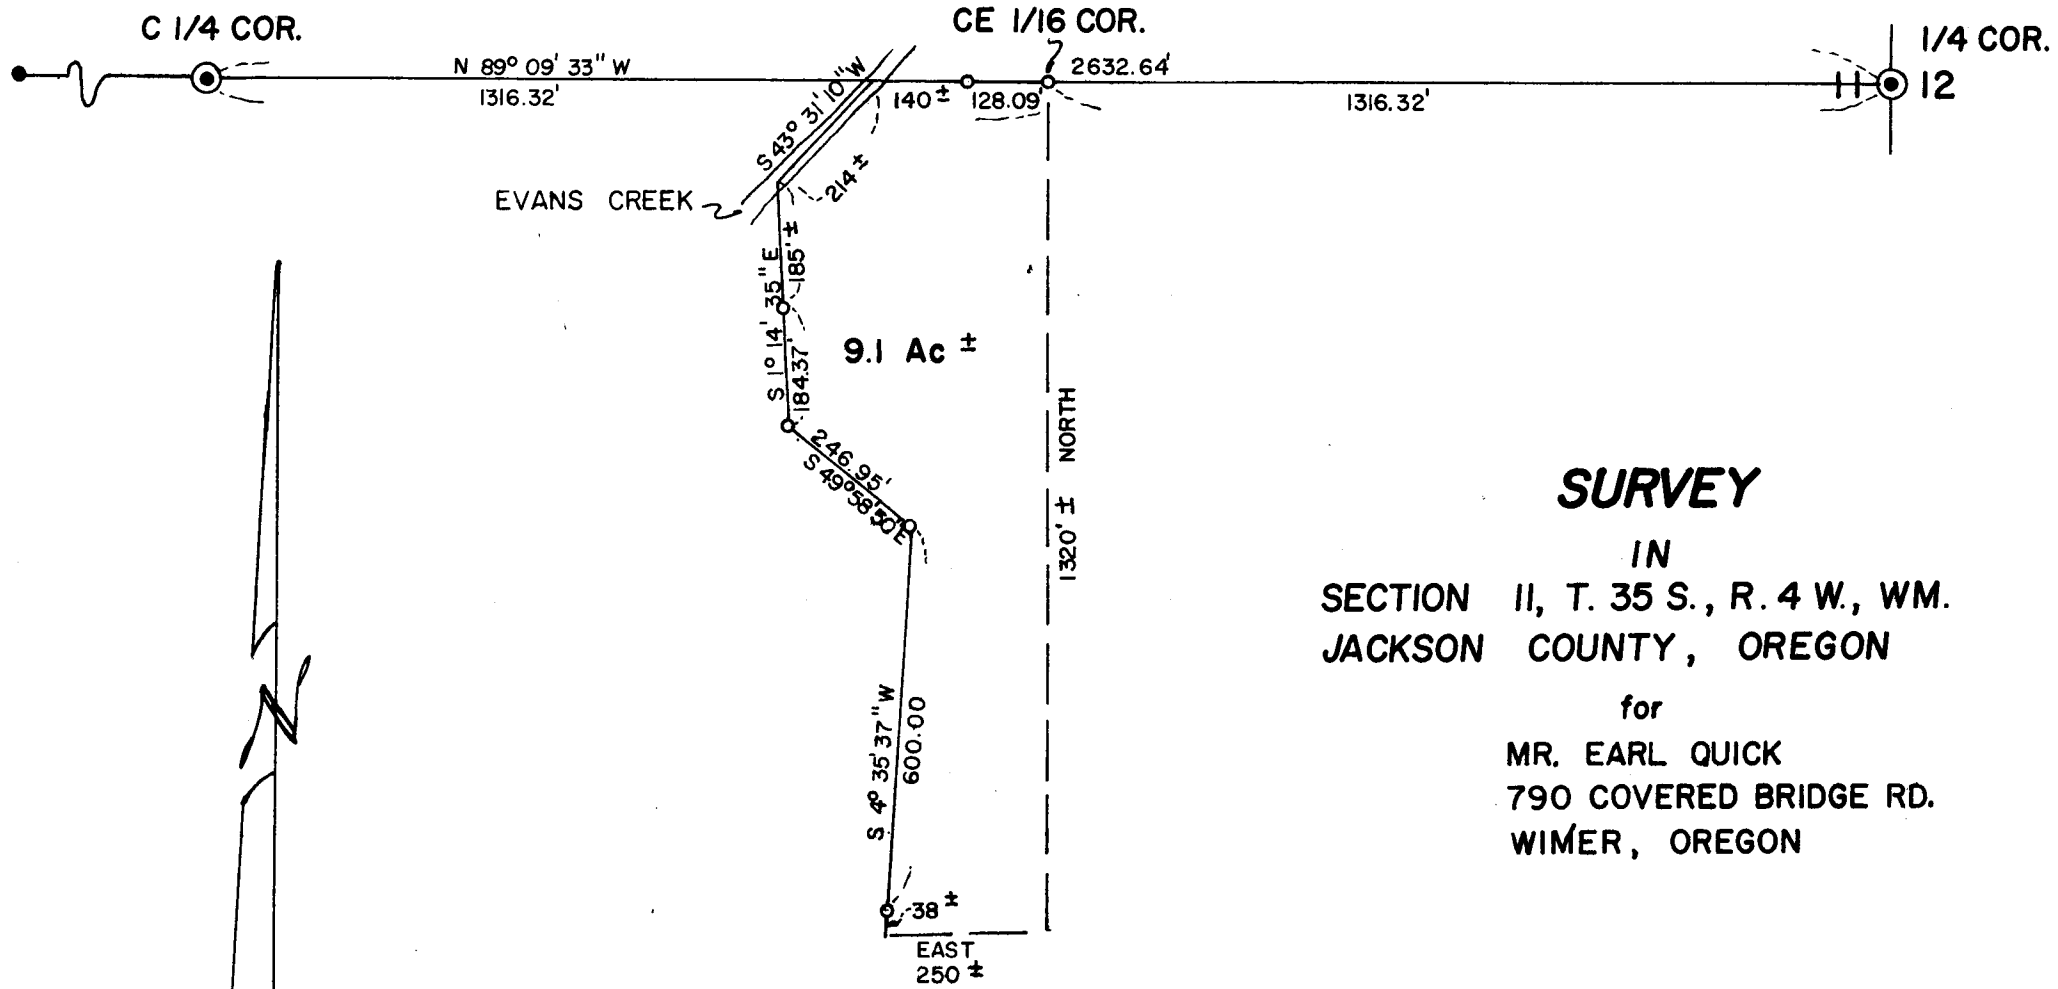 C 1/4 COR.
CE 1/16 COR.
1/4 COR.
12
N 89° 09' 33" W
1316.32'
2632.64'
140 ±
128.09'
1316.32'
S 43° 31' 10" W
214 ±
EVANS CREEK
S 1° 14' 35" E
185' ±
184.37'
9.1 Ac ±
246.95'
S 49° 58' 50" E
1320' ± NORTH
S 4° 35' 37" W
600.00
38 ±
EAST
250 ±
N
SURVEY
IN
SECTION 11, T. 35 S., R. 4 W., WM.
JACKSON COUNTY, OREGON
for
MR. EARL QUICK
790 COVERED BRIDGE RD.
WIMER, OREGON